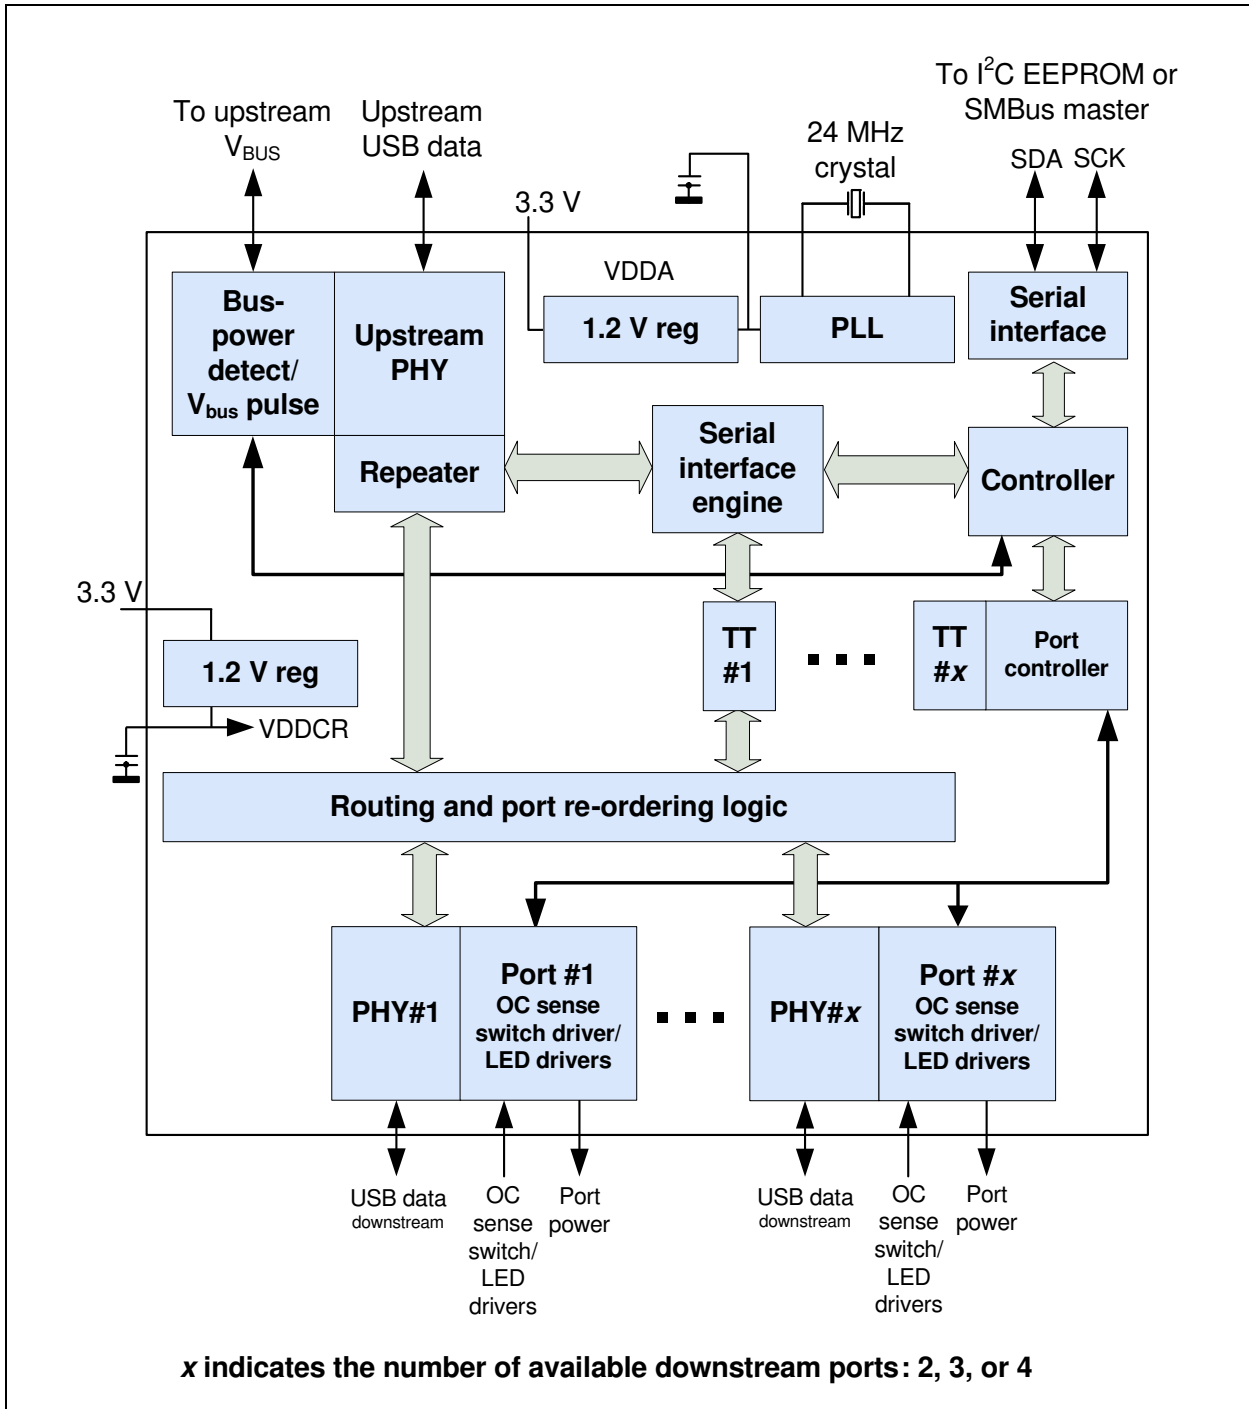 To I²C EEPROM or
SMBus master
To upstream
V_BUS
Upstream
USB data
24 MHz
crystal
SDA
SCK
3.3 V
VDDA
Bus-
power
detect/
V_bus pulse
Upstream
PHY
1.2 V reg
PLL
Serial
interface
Repeater
Serial
interface
engine
Controller
3.3 V
1.2 V reg
VDDCR
TT
#1
TT
#x
Port
controller
Routing and port re-ordering logic
PHY#1
Port #1
OC sense
switch driver/
LED drivers
PHY#x
Port #x
OC sense
switch driver/
LED drivers
USB data
downstream
OC
sense
switch/
LED
drivers
Port
power
USB data
downstream
OC
sense
switch/
LED
drivers
Port
power
x indicates the number of available downstream ports: 2, 3, or 4